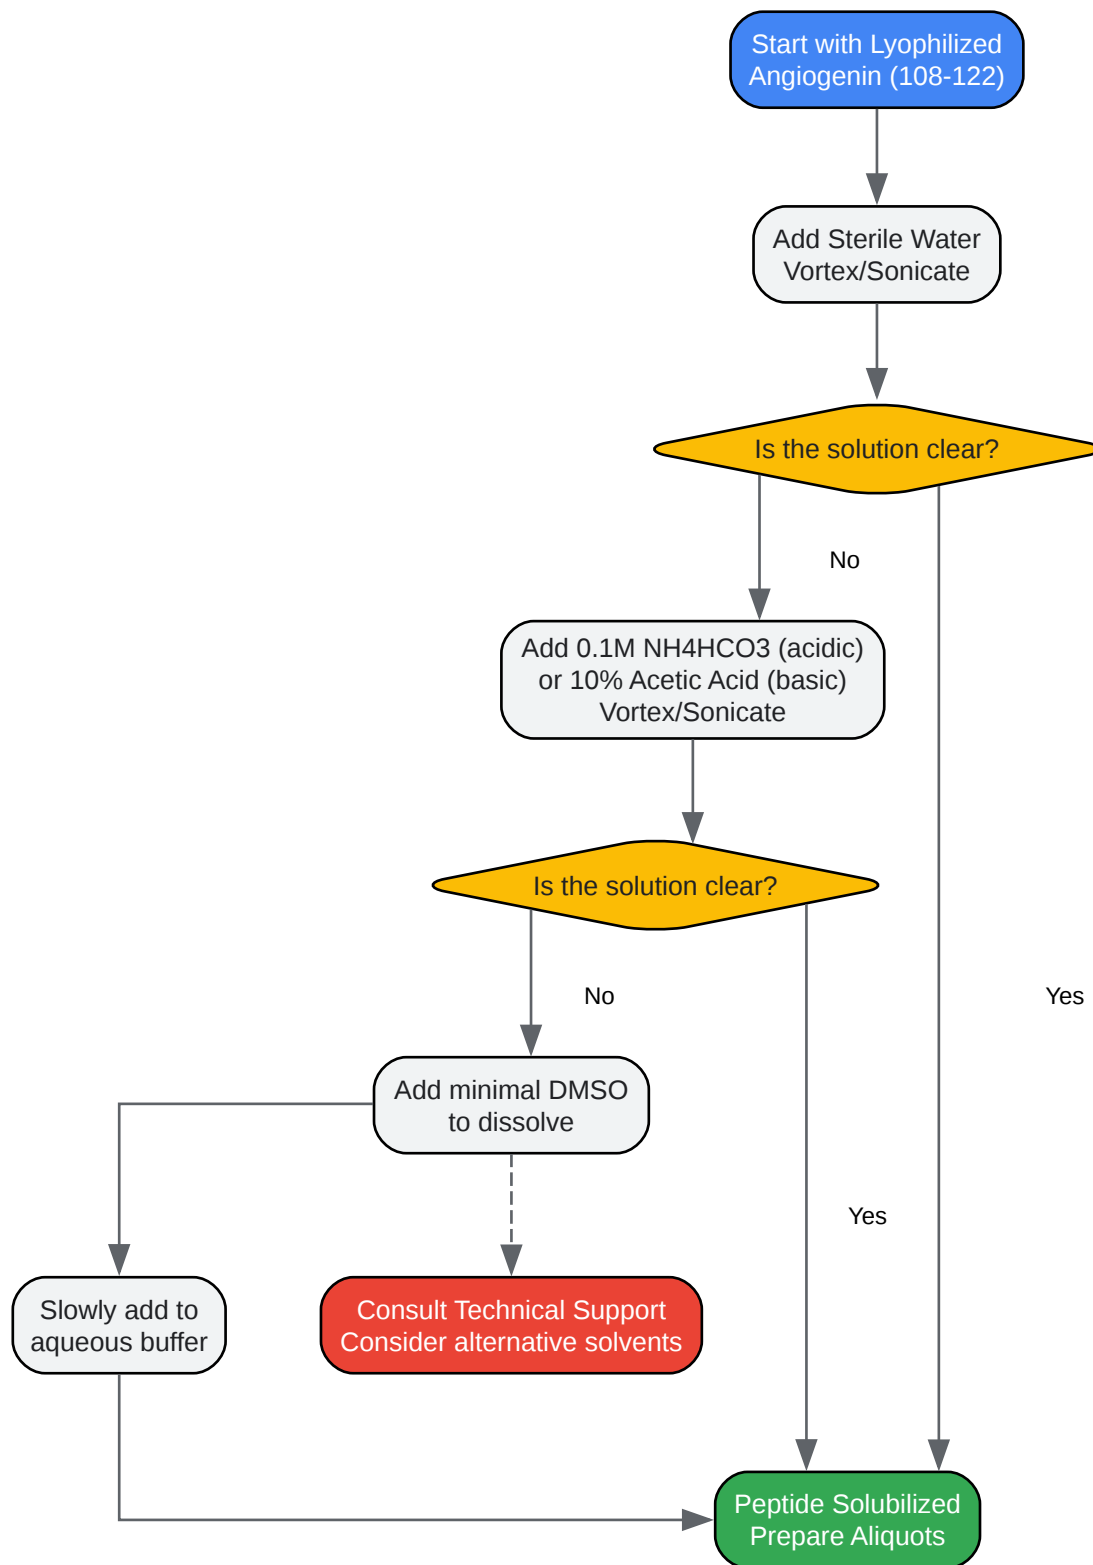 Start with Lyophilized
Angiogenin (108-122)
Add Sterile Water
Vortex/Sonicate
Is the solution clear?
No
Add 0.1M NH4HCO3 (acidic)
or 10% Acetic Acid (basic)
Vortex/Sonicate
Is the solution clear?
No
Yes
Add minimal DMSO
to dissolve
Yes
Slowly add to
aqueous buffer
Consult Technical Support
Consider alternative solvents
Peptide Solubilized
Prepare Aliquots